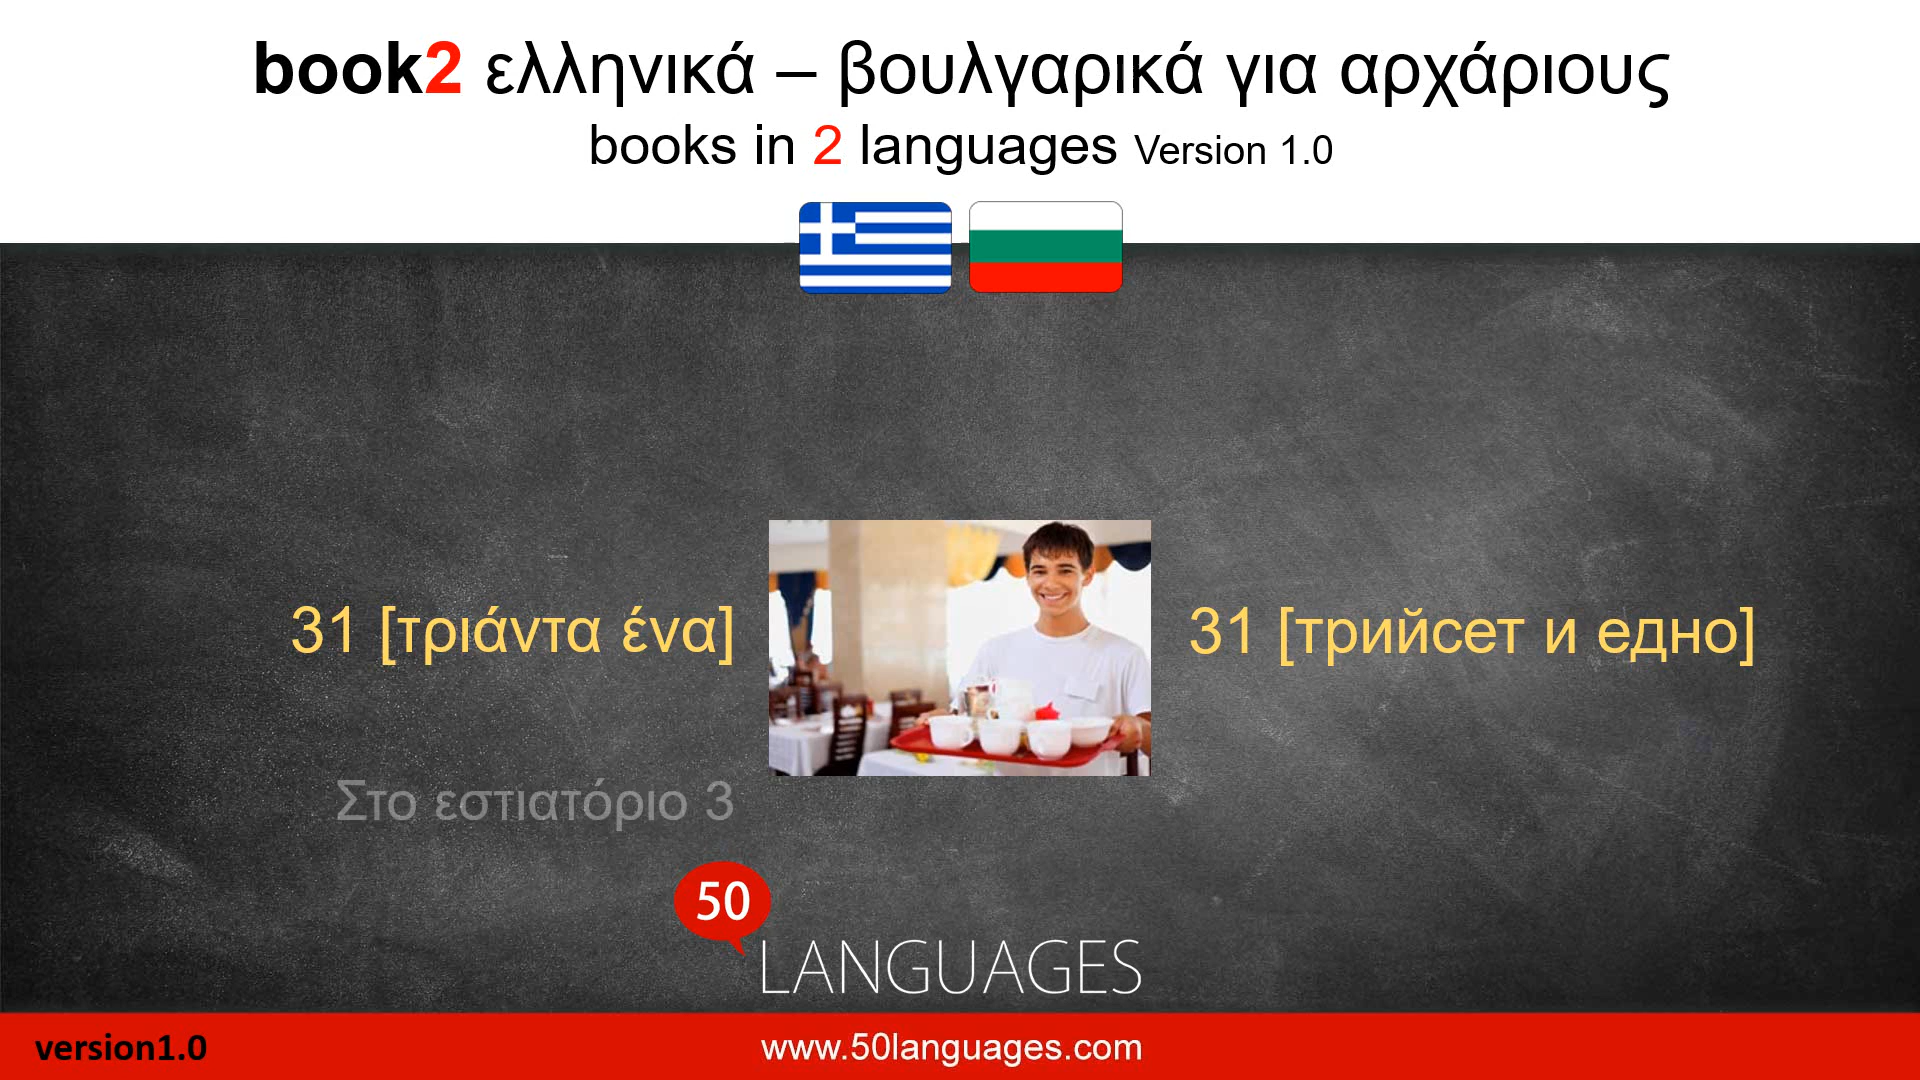 book2 ελληνικά – βουλγαρικά για αρχάριους
books in 2 languages Version 1.0
31 [τριάντα ένα]
31 [трийсет и едно]
Στο εστιατόριο 3
50
LANGUAGES
version1.0
www.50languages.com